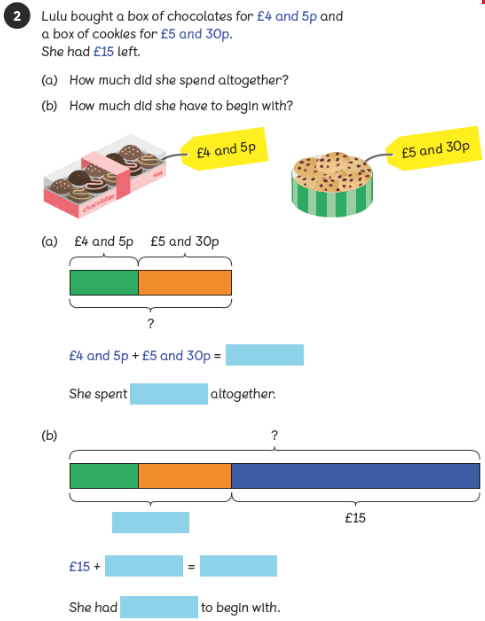 2 Lulu bought a box of chocolates for £4 and 5p and
a box of cookies for £5 and 30p.
She had £15 left.
(a) How much did she spend altogether?
(b) How much did she have to begin with?
chocolates
£4 and 5p
£5 and 30p
(a) £4 and 5p £5 and 30p
?
£4 and 5p + £5 and 30p =
She spent altogether.
(b) ?
£15
£15 + =
She had to begin with.